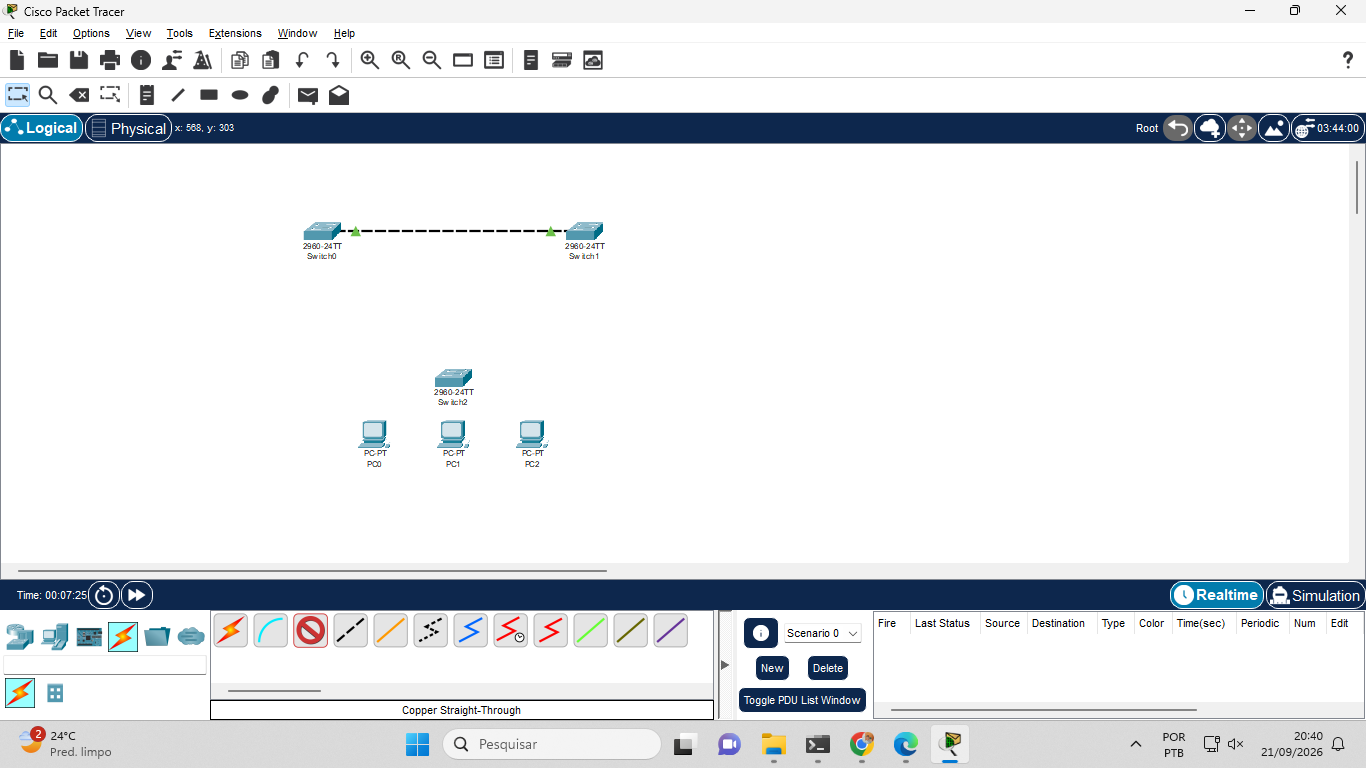 Cisco Packet Tracer
File Edit Options View Tools Extensions Window Help
?
Logical Physical x: 568, y: 303 Root 03:44:00
2960-24TT
Switch0
2960-24TT
Switch1
2960-24TT
Switch2
PC-PT
PC0
PC-PT
PC1
PC-PT
PC2
Time: 00:07:25 Realtime Simulation
Scenario 0
New Delete
Toggle PDU List Window
Fire Last Status Source Destination Type Color Time(sec) Periodic Num Edit
Copper Straight-Through
2 24°C
Pred. limpo
Pesquisar
POR
PTB
20:40
21/09/2026